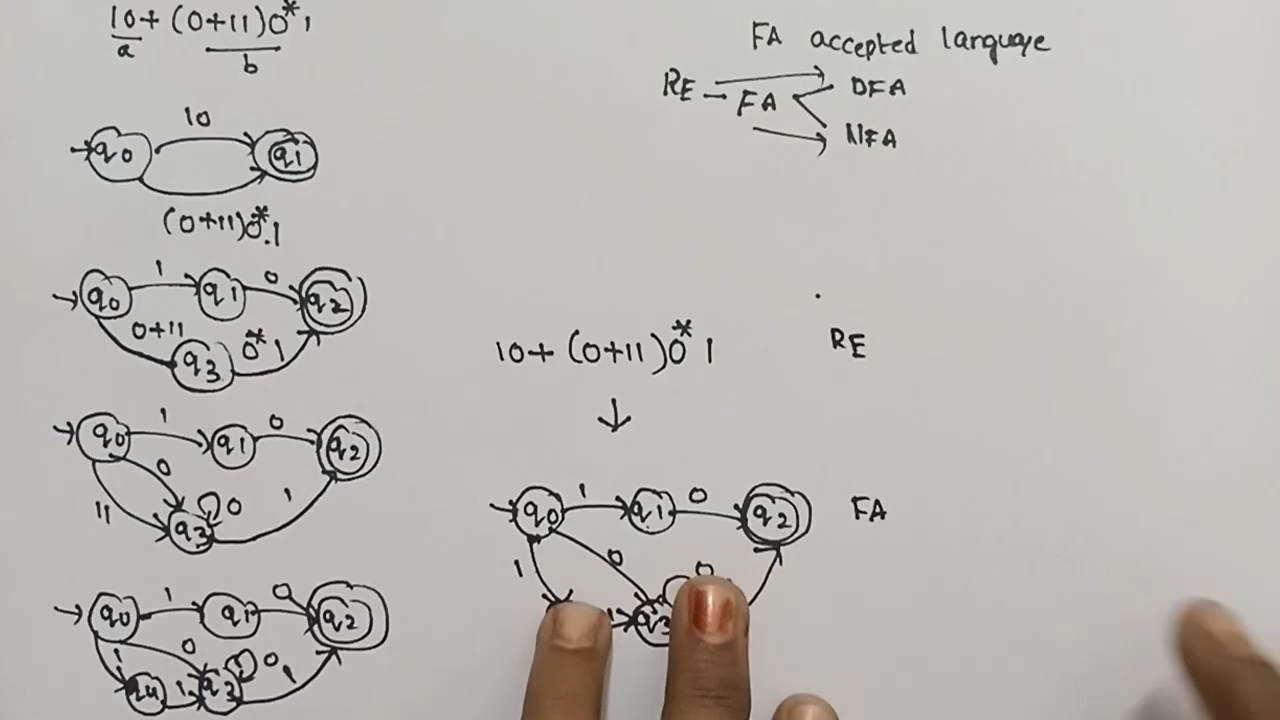 10+ (0+11)0*1
a
b
10
q0
q1
(0+11)0*.1
1
0
q0
q1
q2
0+11
0*1
q3
1
0
q0
q1
q2
0
11
0
1
q3
1
0
q0
q1
q2
0
1
0
1
q4
1
q3
FA accepted language
RE
FA
DFA
NFA
10+ (0+11)0*1
RE
1
0
q0
q1
q2
FA
1
0
0
1
q3